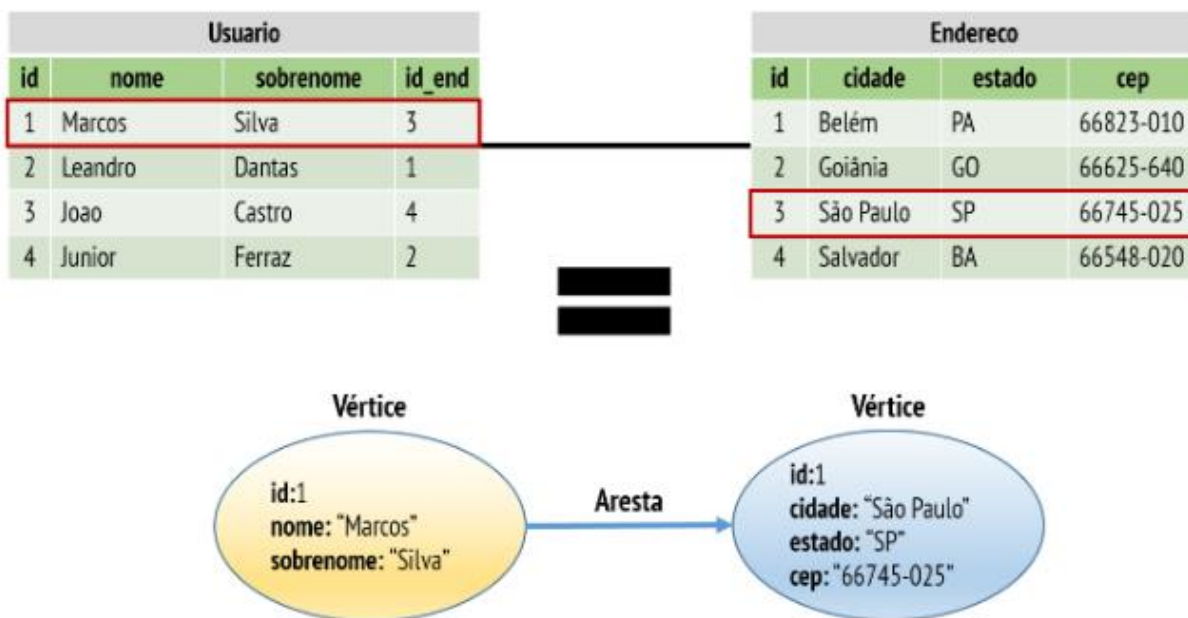 Usuario
id nome sobrenome id_end
1 Marcos Silva 3
2 Leandro Dantas 1
3 Joao Castro 4
4 Junior Ferraz 2
Endereco
id cidade estado cep
1 Belém PA 66823-010
2 Goiânia GO 66625-640
3 São Paulo SP 66745-025
4 Salvador BA 66548-020
Vértice
id:1
nome: “Marcos”
sobrenome: “Silva”
Aresta
Vértice
id:1
cidade: “São Paulo”
estado: “SP”
cep: “66745-025”